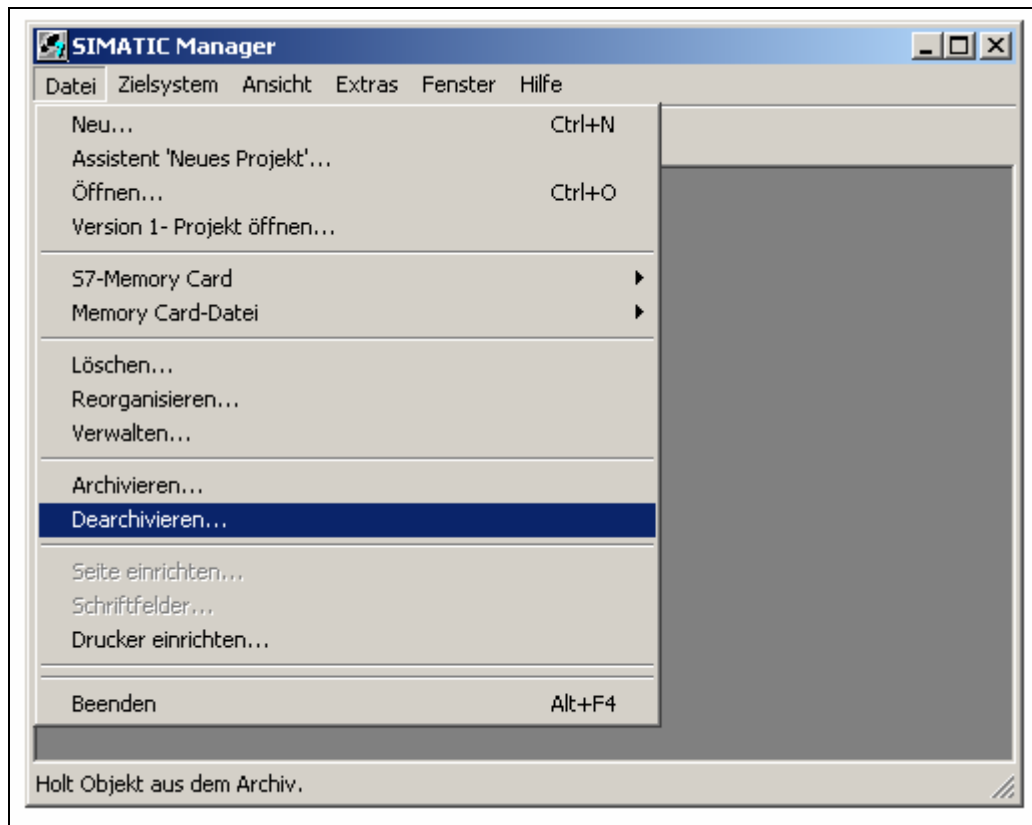 SIMATIC Manager
Datei Zielsystem Ansicht Extras Fenster Hilfe
Neu... Ctrl+N
Assistent 'Neues Projekt'...
Öffnen... Ctrl+O
Version 1- Projekt öffnen...
S7-Memory Card
Memory Card-Datei
Löschen...
Reorganisieren...
Verwalten...
Archivieren...
Dearchivieren...
Seite einrichten...
Schriftfelder...
Drucker einrichten...
Beenden Alt+F4
Holt Objekt aus dem Archiv.